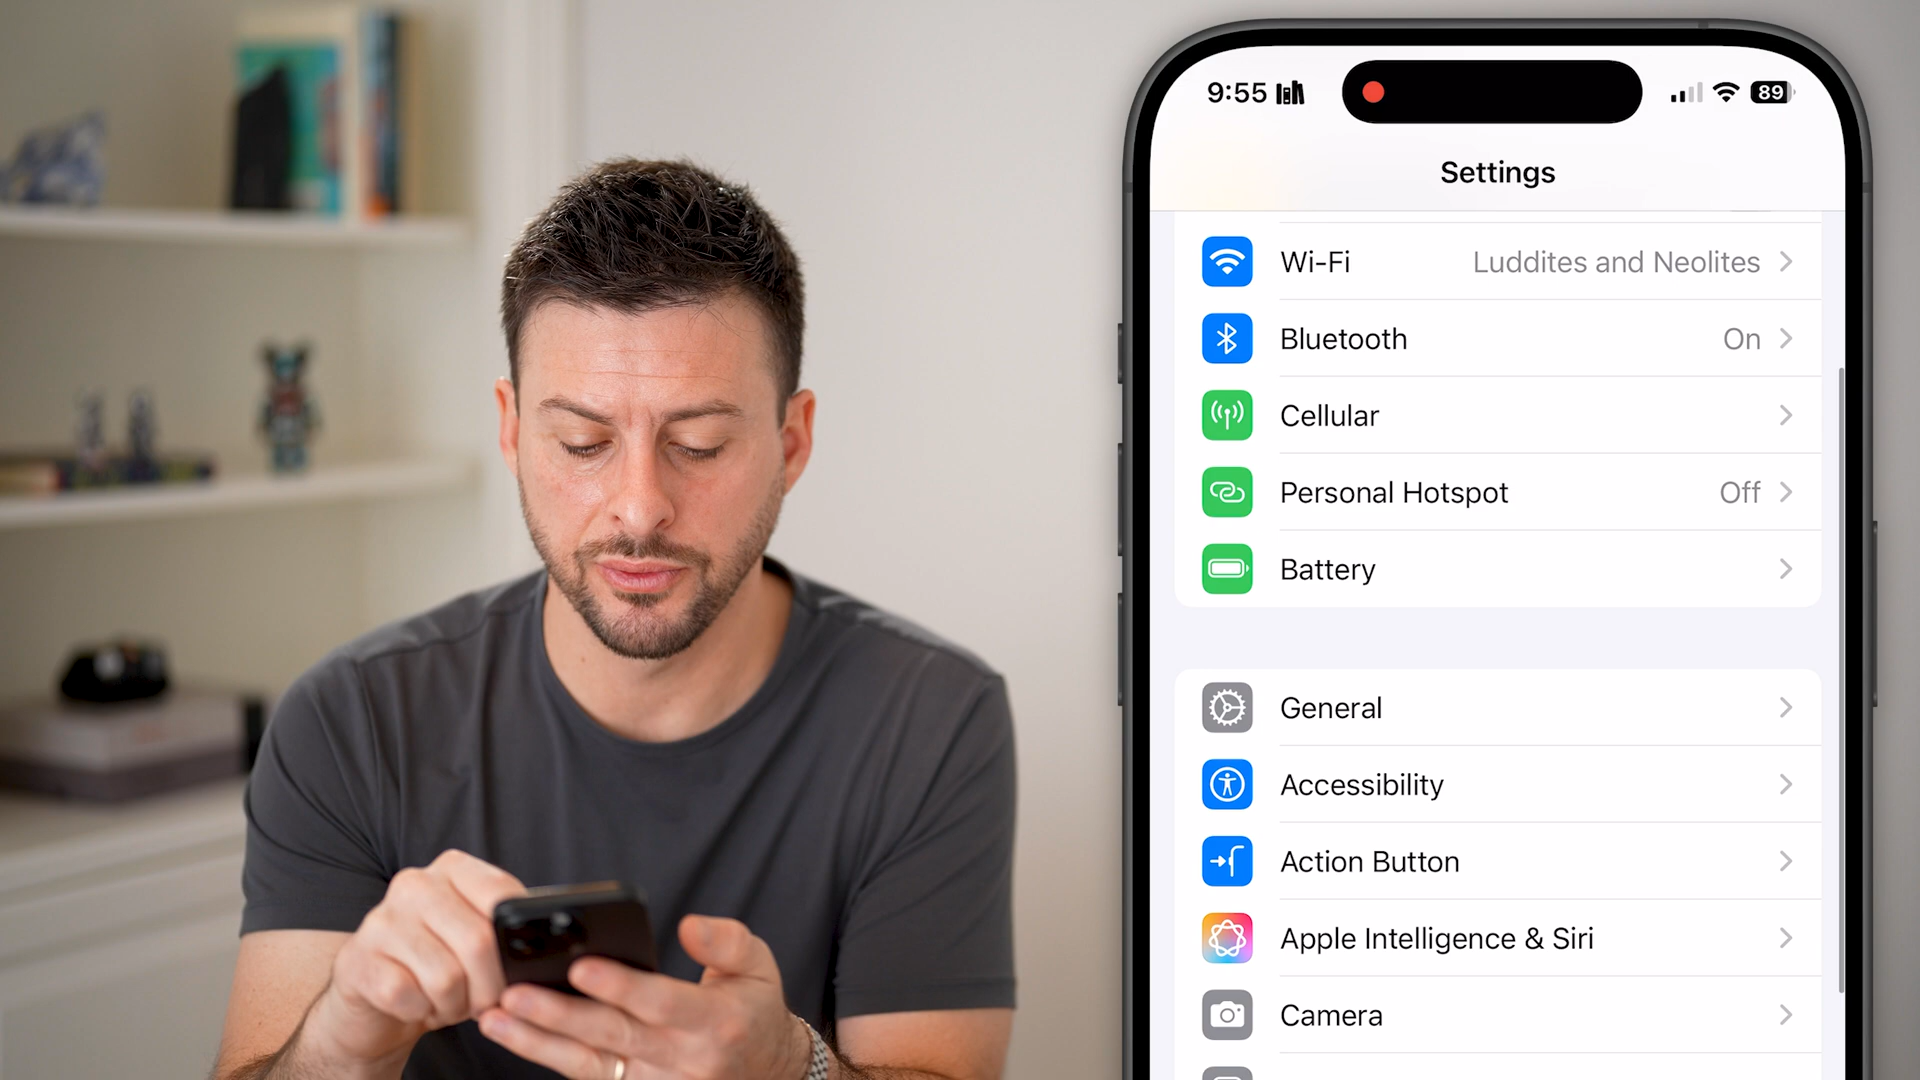 9:55
89
Settings
Wi-Fi Luddites and Neolites
Bluetooth On
Cellular
Personal Hotspot Off
Battery
General
Accessibility
Action Button
Apple Intelligence & Siri
Camera